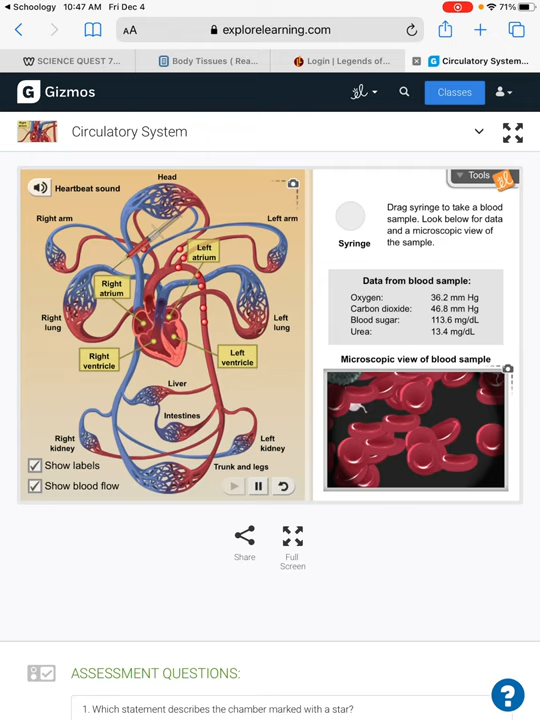 Schoology 10:47 AM Fri Dec 4 71%
AA explorelearning.com
SCIENCE QUEST 7... Body Tissues ( Rea... Login | Legends of... Circulatory System...
G Gizmos Classes
Circulatory System
Heartbeat sound
Head
Right arm
Left arm
Left atrium
Right atrium
Right lung
Left lung
Right ventricle
Left ventricle
Liver
Intestines
Right kidney
Left kidney
Trunk and legs
Show labels
Show blood flow
Tools
Syringe
Drag syringe to take a blood
sample. Look below for data
and a microscopic view of
the sample.
Data from blood sample:
Oxygen: 36.2 mm Hg
Carbon dioxide: 46.8 mm Hg
Blood sugar: 113.6 mg/dL
Urea: 13.4 mg/dL
Microscopic view of blood sample
Share
Full
Screen
ASSESSMENT QUESTIONS:
1. Which statement describes the chamber marked with a star?
?